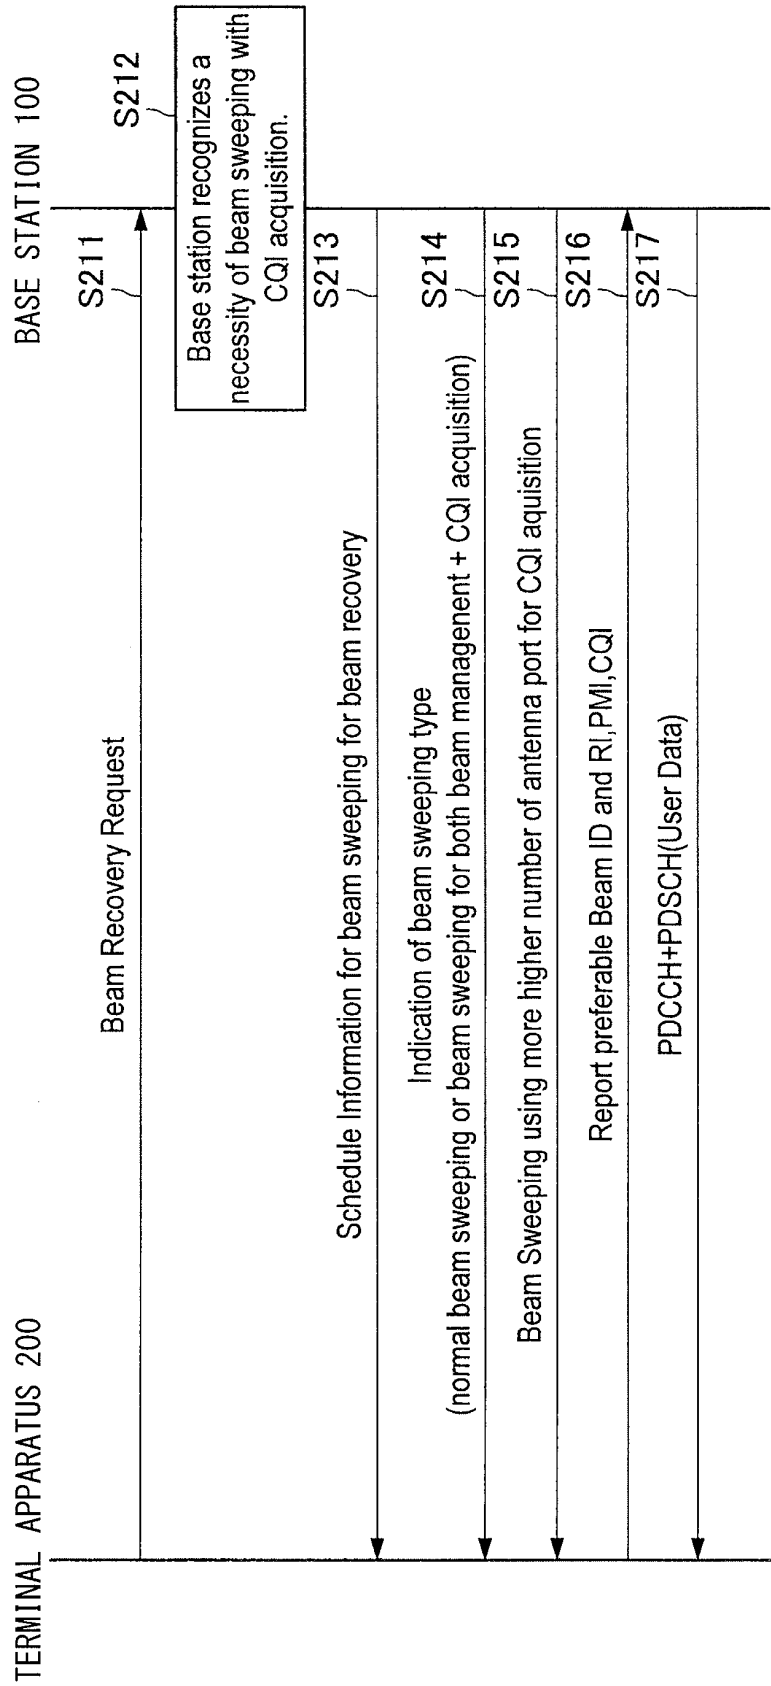 TERMINAL APPARATUS 200
BASE STATION 100
S211
Beam Recovery Request
S212
Base station recognizes a
necessity of beam sweeping with
CQI acquisition.
S213
Schedule Information for beam sweeping for beam recovery
S214
Indication of beam sweeping type
(normal beam sweeping or beam sweeping for both beam managenent + CQI acquisition)
S215
Beam Sweeping using more higher number of antenna port for CQI aquisition
S216
Report preferable Beam ID and RI,PMI,CQI
S217
PDCCH+PDSCH(User Data)